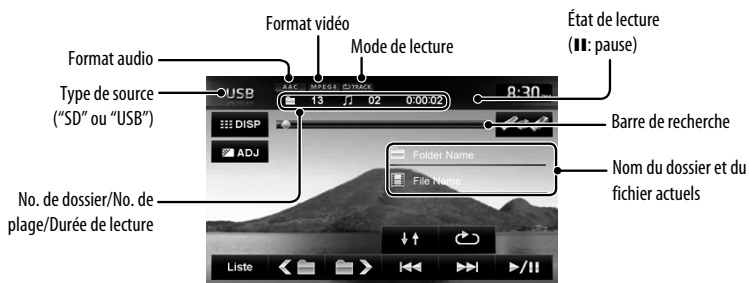 Format vidéo
État de lecture
(❚❚: pause)
Mode de lecture
Format audio
Type de source
(“SD” ou “USB”)
AAC MPEG4 TRACK
USB
8:30
13 02 0:00:02
DISP
Barre de recherche
ADJ
Folder Name
File Name
Nom du dossier et du
fichier actuels
No. de dossier/No. de
plage/Durée de lecture
Liste